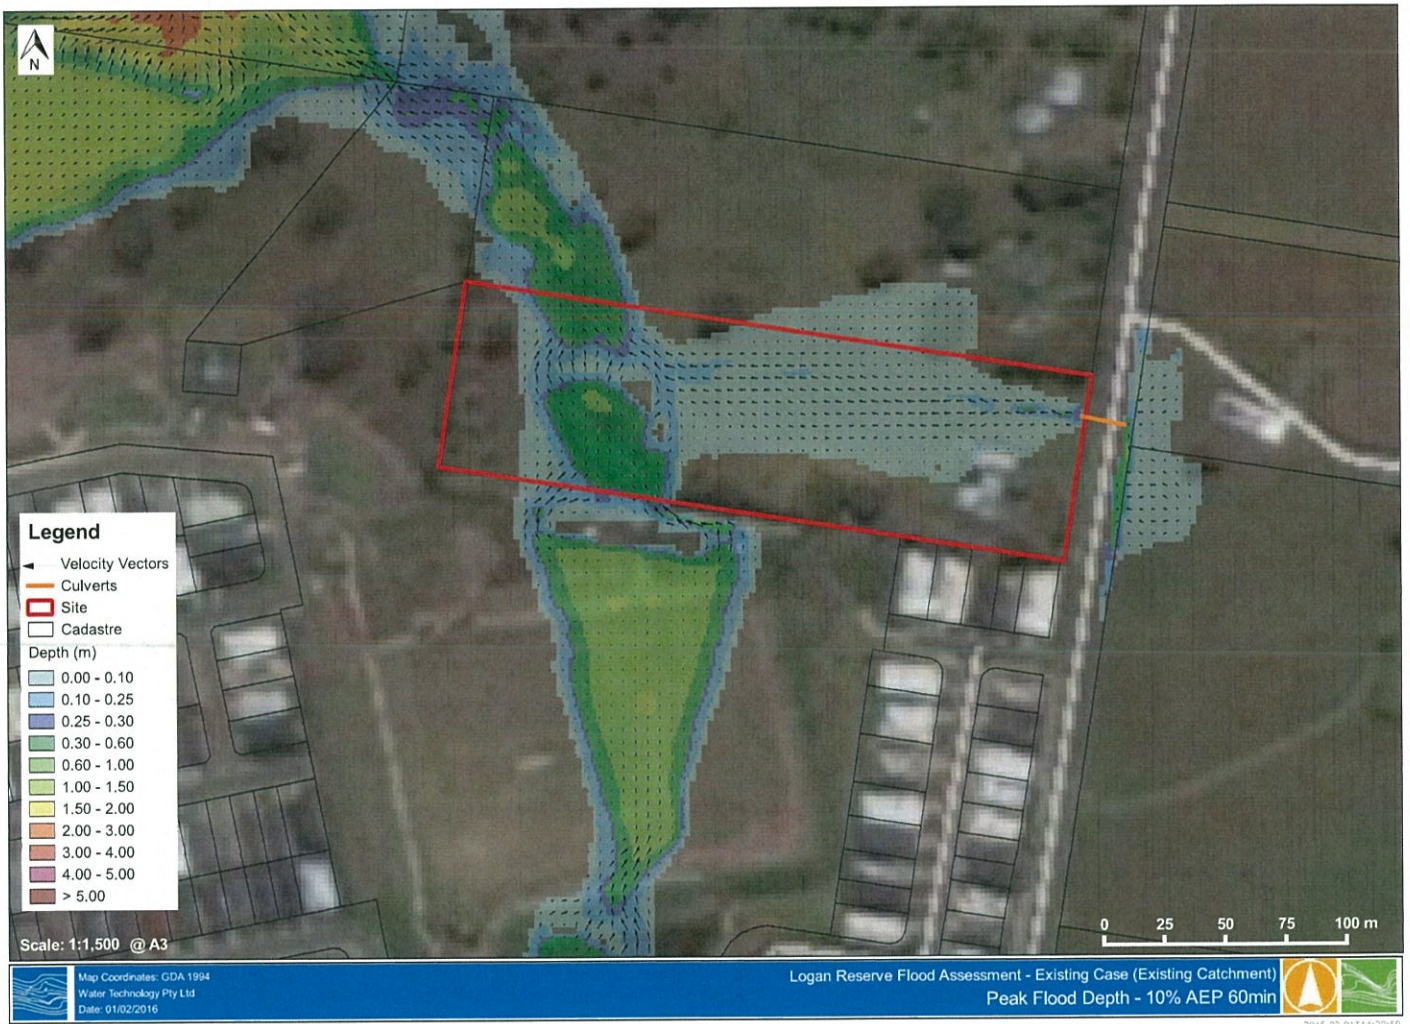 N
Legend
Velocity Vectors
Culverts
Site
Cadastre
Depth (m)
0.00 - 0.10
0.10 - 0.25
0.25 - 0.30
0.30 - 0.60
0.60 - 1.00
1.00 - 1.50
1.50 - 2.00
2.00 - 3.00
3.00 - 4.00
4.00 - 5.00
> 5.00
Scale: 1:1,500 @ A3
0 25 50 75 100 m
Map Coordinates: GDA 1994
Water Technology Pty Ltd
Date: 01/02/2016
Logan Reserve Flood Assessment - Existing Case (Existing Catchment)
Peak Flood Depth - 10% AEP 60min